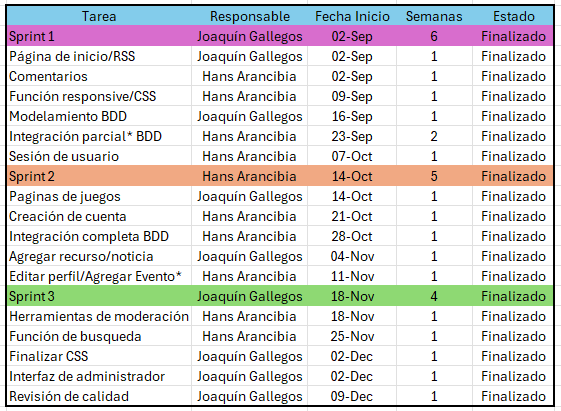 Tarea Responsable Fecha Inicio Semanas Estado
Sprint 1 Joaquín Gallegos 02-Sep 6 Finalizado
Página de inicio/RSS Joaquín Gallegos 02-Sep 1 Finalizado
Comentarios Hans Arancibia 02-Sep 1 Finalizado
Función responsive/CSS Hans Arancibia 09-Sep 1 Finalizado
Modelamiento BDD Joaquín Gallegos 16-Sep 1 Finalizado
Integración parcial* BDD Hans Arancibia 23-Sep 2 Finalizado
Sesión de usuario Hans Arancibia 07-Oct 1 Finalizado
Sprint 2 Hans Arancibia 14-Oct 5 Finalizado
Paginas de juegos Joaquín Gallegos 14-Oct 1 Finalizado
Creación de cuenta Hans Arancibia 21-Oct 1 Finalizado
Integración completa BDD Hans Arancibia 28-Oct 1 Finalizado
Agregar recurso/noticia Joaquín Gallegos 04-Nov 1 Finalizado
Editar perfil/Agregar Evento* Hans Arancibia 11-Nov 1 Finalizado
Sprint 3 Joaquín Gallegos 18-Nov 4 Finalizado
Herramientas de moderación Hans Arancibia 18-Nov 1 Finalizado
Función de busqueda Hans Arancibia 25-Nov 1 Finalizado
Finalizar CSS Joaquín Gallegos 02-Dec 1 Finalizado
Interfaz de administrador Joaquín Gallegos 02-Dec 1 Finalizado
Revisión de calidad Joaquín Gallegos 09-Dec 1 Finalizado